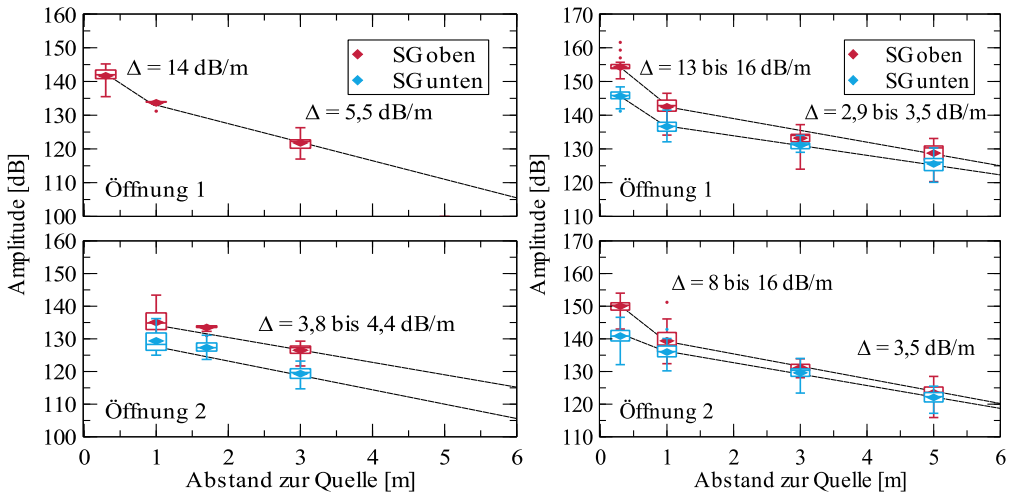 160
150
140
130
120
110
100
Δ = 14 dB/m
Δ = 5,5 dB/m
SG oben
SG unten
Öffnung 1
170
160
150
140
130
120
110
Δ = 13 bis 16 dB/m
Δ = 2,9 bis 3,5 dB/m
SG oben
SG unten
Öffnung 1
Amplitude [dB]
Amplitude [dB]
160
150
140
130
120
110
100
Δ = 3,8 bis 4,4 dB/m
Öffnung 2
0 1 2 3 4 5 6
Abstand zur Quelle [m]
170
160
150
140
130
120
110
Δ = 8 bis 16 dB/m
Δ = 3,5 dB/m
Öffnung 2
0 1 2 3 4 5 6
Abstand zur Quelle [m]